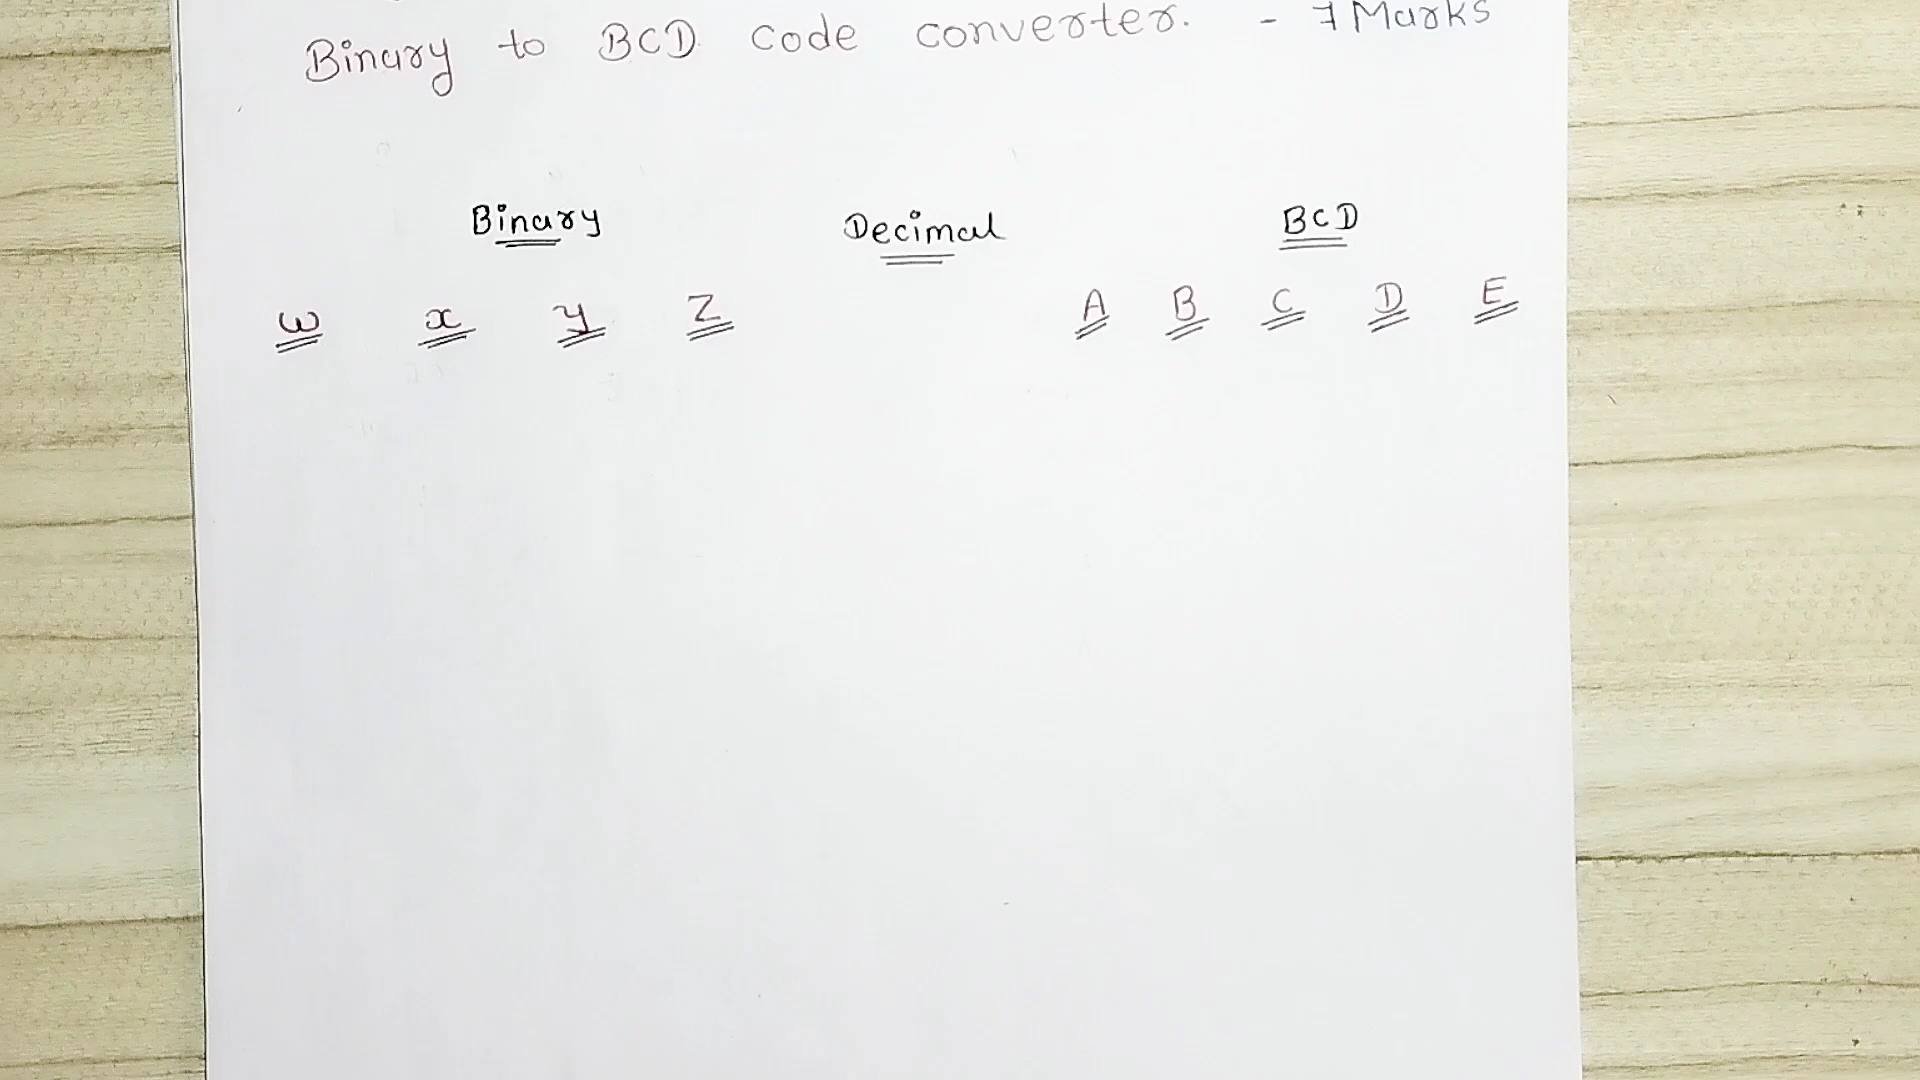 Binary to BCD code converter. - 7 Marks
Binary Decimal BCD
w x y z A B C D E